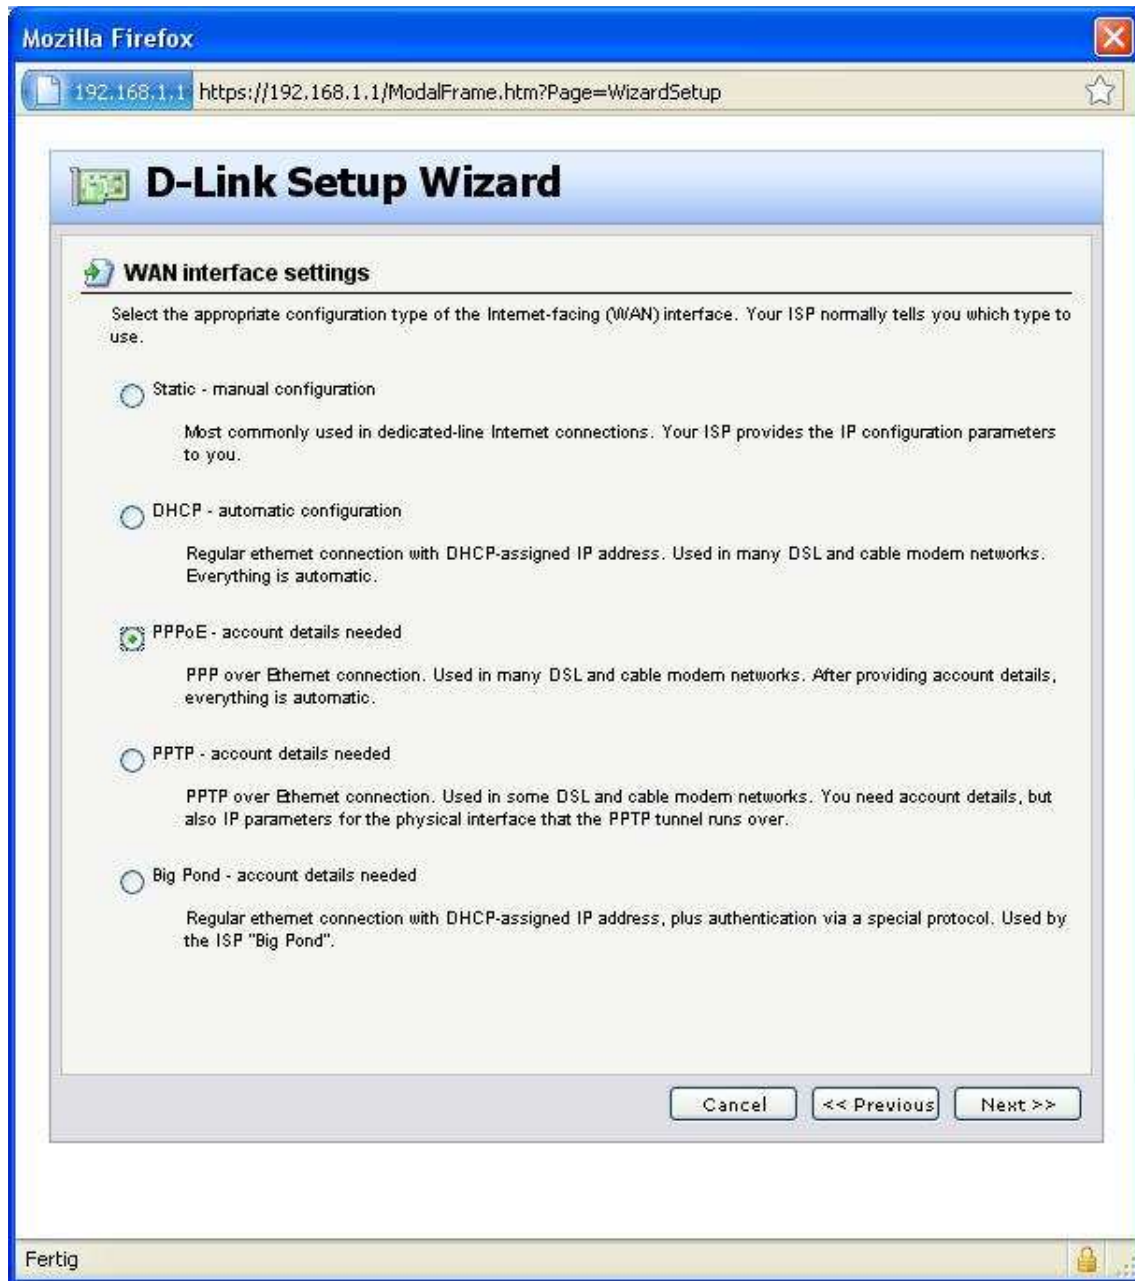 Mozilla Firefox
192.168.1.1 https://192.168.1.1/ModalFrame.htm?Page=WizardSetup
D-Link Setup Wizard
WAN interface settings
Select the appropriate configuration type of the Internet-facing (WAN) interface. Your ISP normally tells you which type to
use.
Static - manual configuration
Most commonly used in dedicated-line Internet connections. Your ISP provides the IP configuration parameters
to you.
DHCP - automatic configuration
Regular ethernet connection with DHCP-assigned IP address. Used in many DSL and cable modem networks.
Everything is automatic.
PPPoE - account details needed
PPP over Ethernet connection. Used in many DSL and cable modem networks. After providing account details,
everything is automatic.
PPTP - account details needed
PPTP over Ethernet connection. Used in some DSL and cable modem networks. You need account details, but
also IP parameters for the physical interface that the PPTP tunnel runs over.
Big Pond - account details needed
Regular ethernet connection with DHCP-assigned IP address, plus authentication via a special protocol. Used by
the ISP "Big Pond".
Cancel << Previous Next >>
Fertig